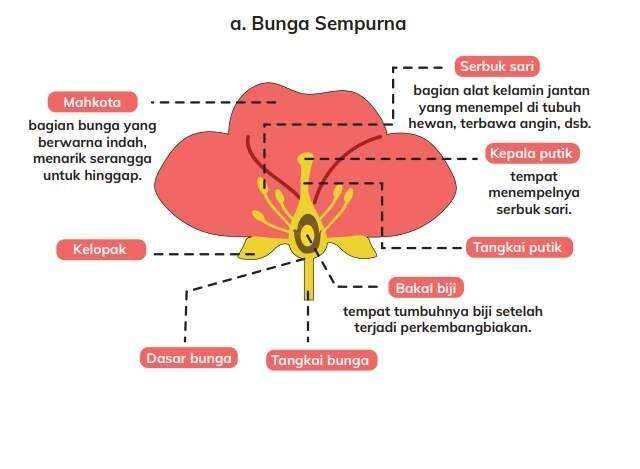 a. Bunga Sempurna
Serbuk sari
bagian alat kelamin jantan
yang menempel di tubuh
hewan, terbawa angin, dsb.
Mahkota
bagian bunga yang
berwarna indah,
menarik serangga
untuk hinggap.
Kepala putik
tempat
menempelnya
serbuk sari.
Kelopak
Tangkai putik
Bakal biji
tempat tumbuhnya biji setelah
terjadi perkembangbiakan.
Dasar bunga
Tangkai bunga